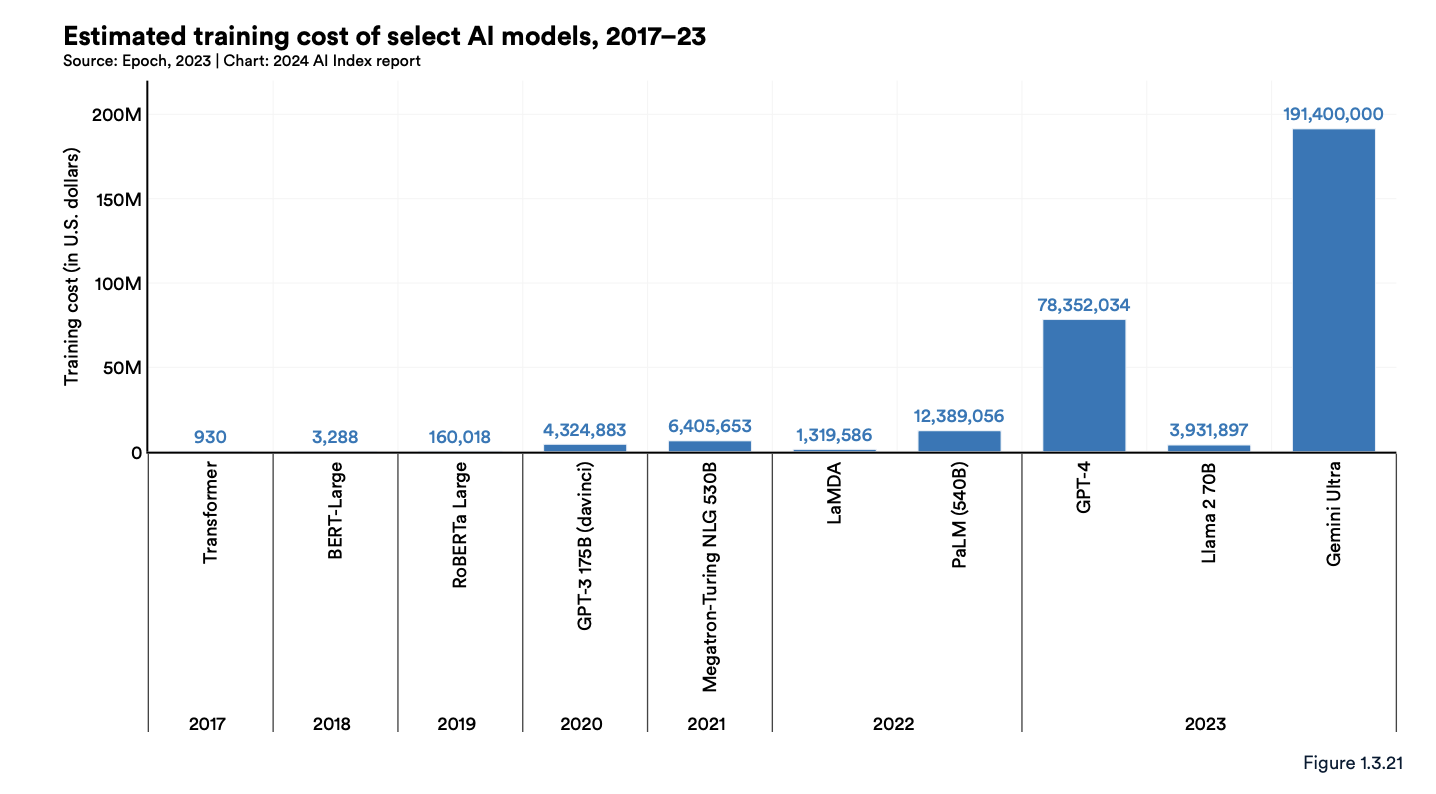 Estimated training cost of select AI models, 2017–23
Source: Epoch, 2023 | Chart: 2024 AI Index report
Training cost (in U.S. dollars)
200M
150M
100M
50M
0
930
3,288
160,018
4,324,883
6,405,653
1,319,586
12,389,056
78,352,034
3,931,897
191,400,000
Transformer
BERT-Large
RoBERTa Large
GPT-3 175B (davinci)
Megatron-Turing NLG 530B
LaMDA
PaLM (540B)
GPT-4
Llama 2 70B
Gemini Ultra
2017
2018
2019
2020
2021
2022
2023
Figure 1.3.21